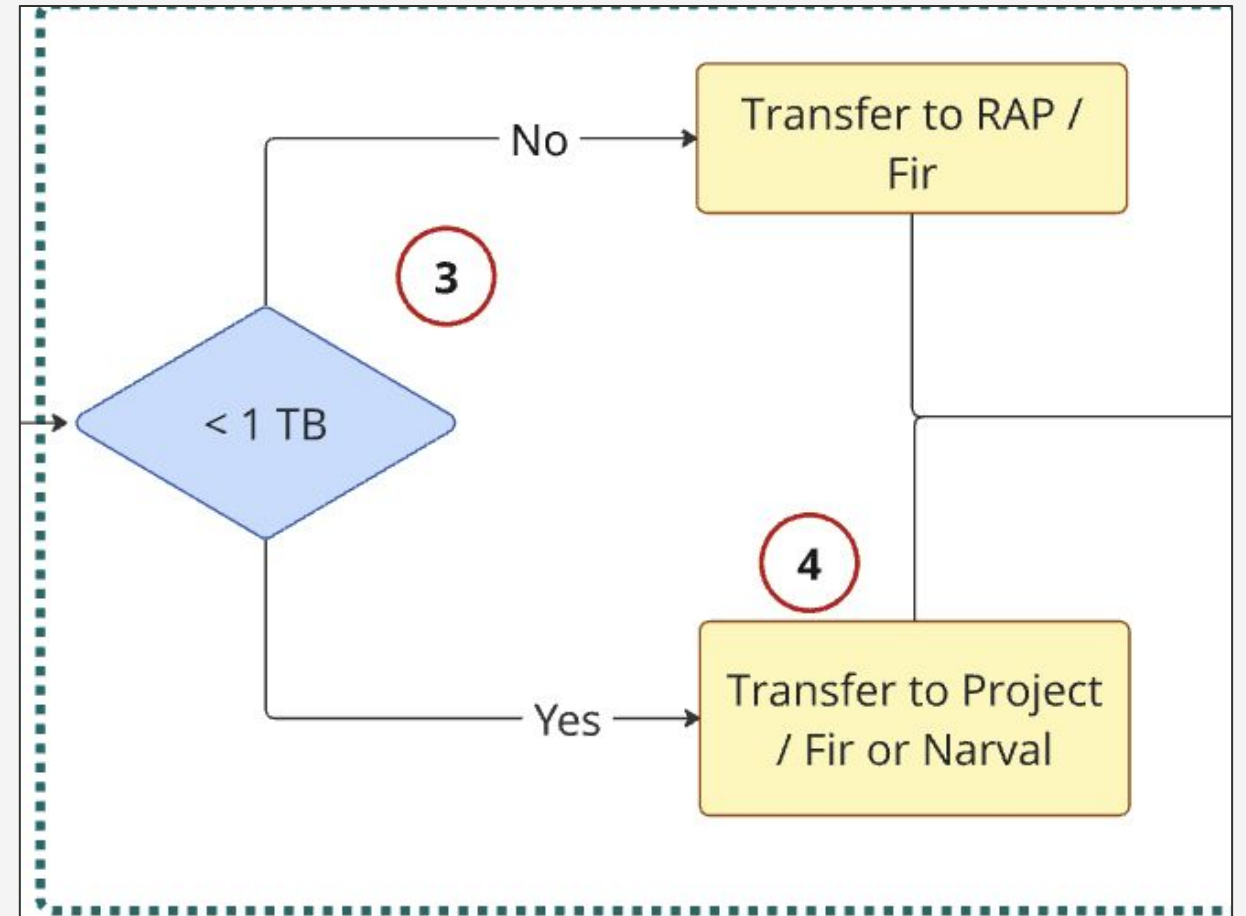 No
Transfer to RAP /
Fir
3
< 1 TB
4
Yes
Transfer to Project
/ Fir or Narval